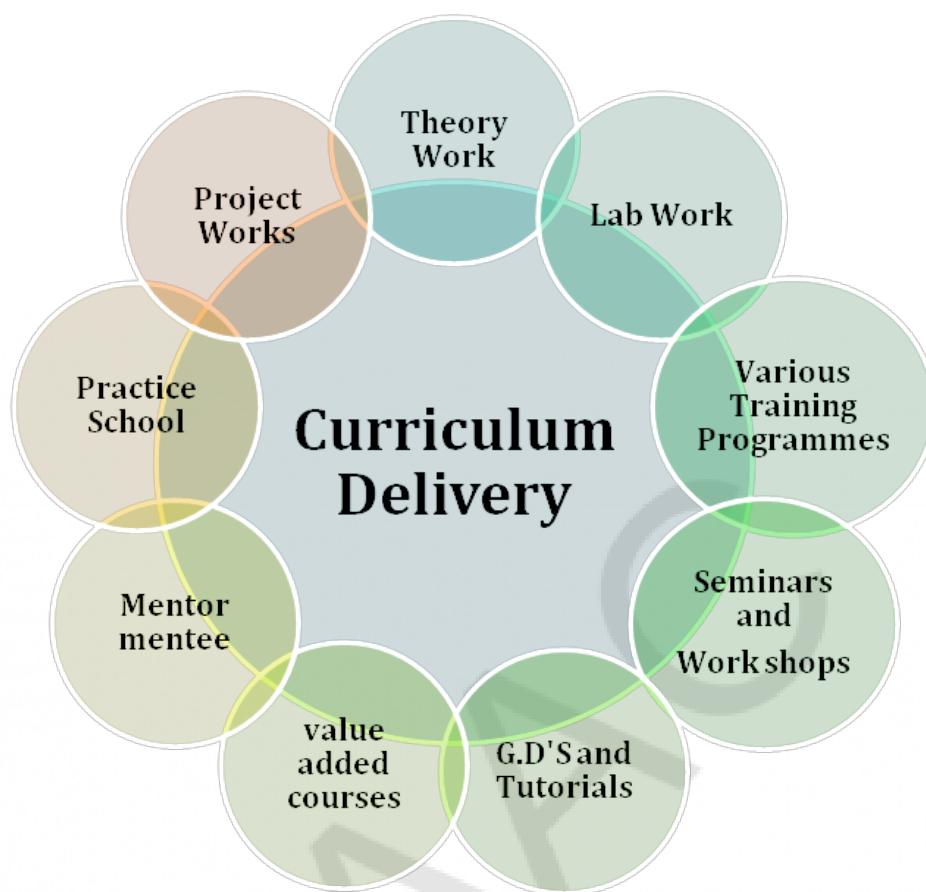 Theory
Work
Lab Work
Various
Training
Programmes
Seminars
and
Work shops
G.D'S and
Tutorials
value
added
courses
Mentor
mentee
Practice
School
Project
Works
Curriculum
Delivery